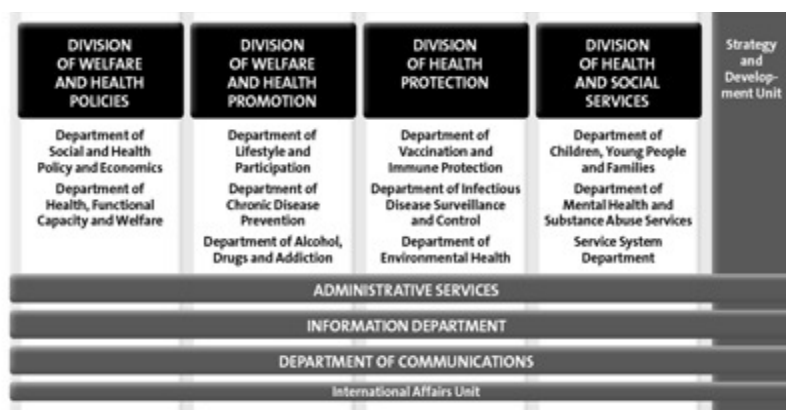 DIVISION
OF WELFARE
AND HEALTH
POLICIES
Department of
Social and Health
Policy and Economics
Department of
Health, Functional
Capacity and Welfare
DIVISION
OF WELFARE
AND HEALTH
PROMOTION
Department of
Lifestyle and
Participation
Department of
Chronic Disease
Prevention
Department of Alcohol,
Drugs and Addiction
DIVISION
OF HEALTH
PROTECTION
Department of
Vaccination and
Immune Protection
Department of Infectious
Disease Surveillance
and Control
Department of
Environmental Health
DIVISION
OF HEALTH
AND SOCIAL
SERVICES
Department of
Children, Young People
and Families
Department of
Mental Health and
Substance Abuse Services
Service System
Department
Strategy
and
Develop-
ment Unit
ADMINISTRATIVE SERVICES
INFORMATION DEPARTMENT
DEPARTMENT OF COMMUNICATIONS
International Affairs Unit